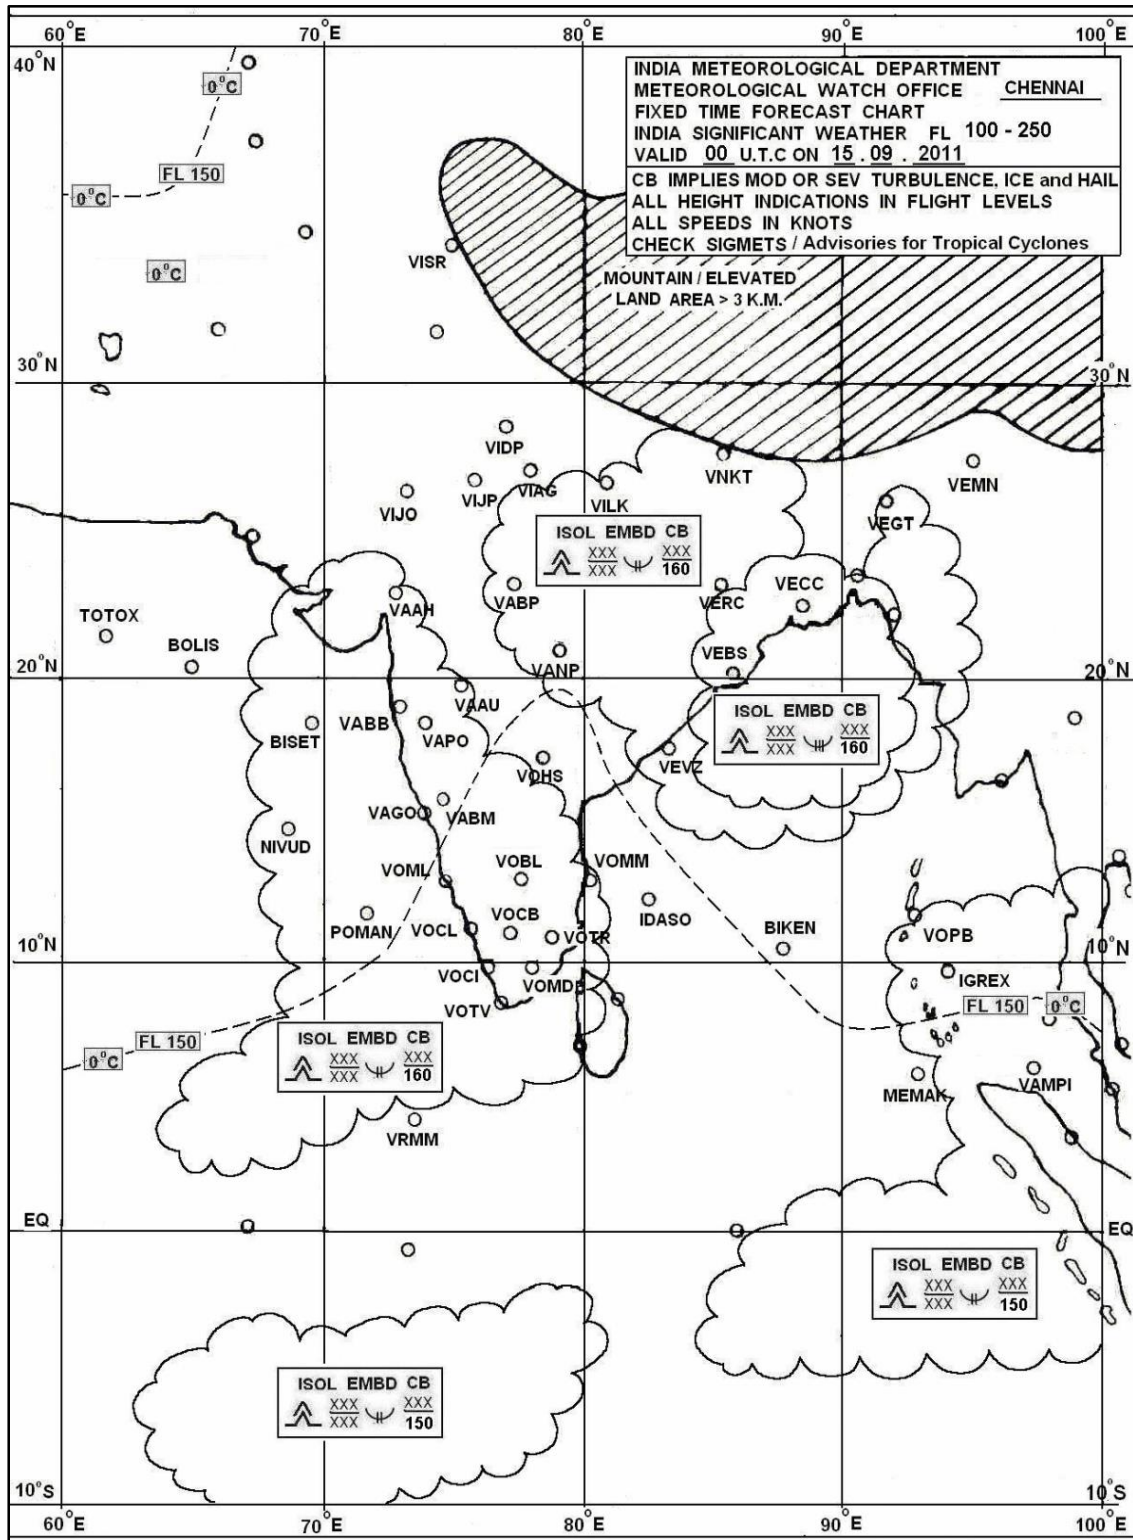 60°E 70°E 80°E 90°E 100°E
40°N
INDIA METEOROLOGICAL DEPARTMENT
METEOROLOGICAL WATCH OFFICE CHENNAI
FIXED TIME FORECAST CHART
INDIA SIGNIFICANT WEATHER FL 100 - 250
VALID 00 U.T.C ON 15 . 09 . 2011
CB IMPLIES MOD OR SEV TURBULENCE, ICE and HAIL
ALL HEIGHT INDICATIONS IN FLIGHT LEVELS
ALL SPEEDS IN KNOTS
CHECK SIGMETS / Advisories for Tropical Cyclones
0°C
FL 150
0°C
0°C
VISR
MOUNTAIN / ELEVATED
LAND AREA > 3 K.M.
30°N 30°N
VIDP
VIAG
VIJP
VIJO
VILK
VNKT
VEMN
VEGT
ISOL EMBD CB
XXX XXX
XXX 160
VABP
VERC
VECC
VAAH
TOTOX
BOLIS
VEBS
VANP
20°N 20°N
VAAU
VABB
VAPO
BISET
ISOL EMBD CB
XXX XXX
XXX 160
VEVZ
VOHS
VAGO
VABM
NIVUD
VOML
VOBL
VOMM
POMAN
VOCL
VOCB
VOTR
IDASO
BIKEN
VOPB
10°N 10°N
VOCI
VOMD
IGREX
VOTV
FL 150 0°C
FL 150
0°C
ISOL EMBD CB
XXX XXX
XXX 160
MEMAK
VAMPI
VRMM
EQ EQ
ISOL EMBD CB
XXX XXX
XXX 150
ISOL EMBD CB
XXX XXX
XXX 150
10°S 10°S
60°E 70°E 80°E 90°E 100°E